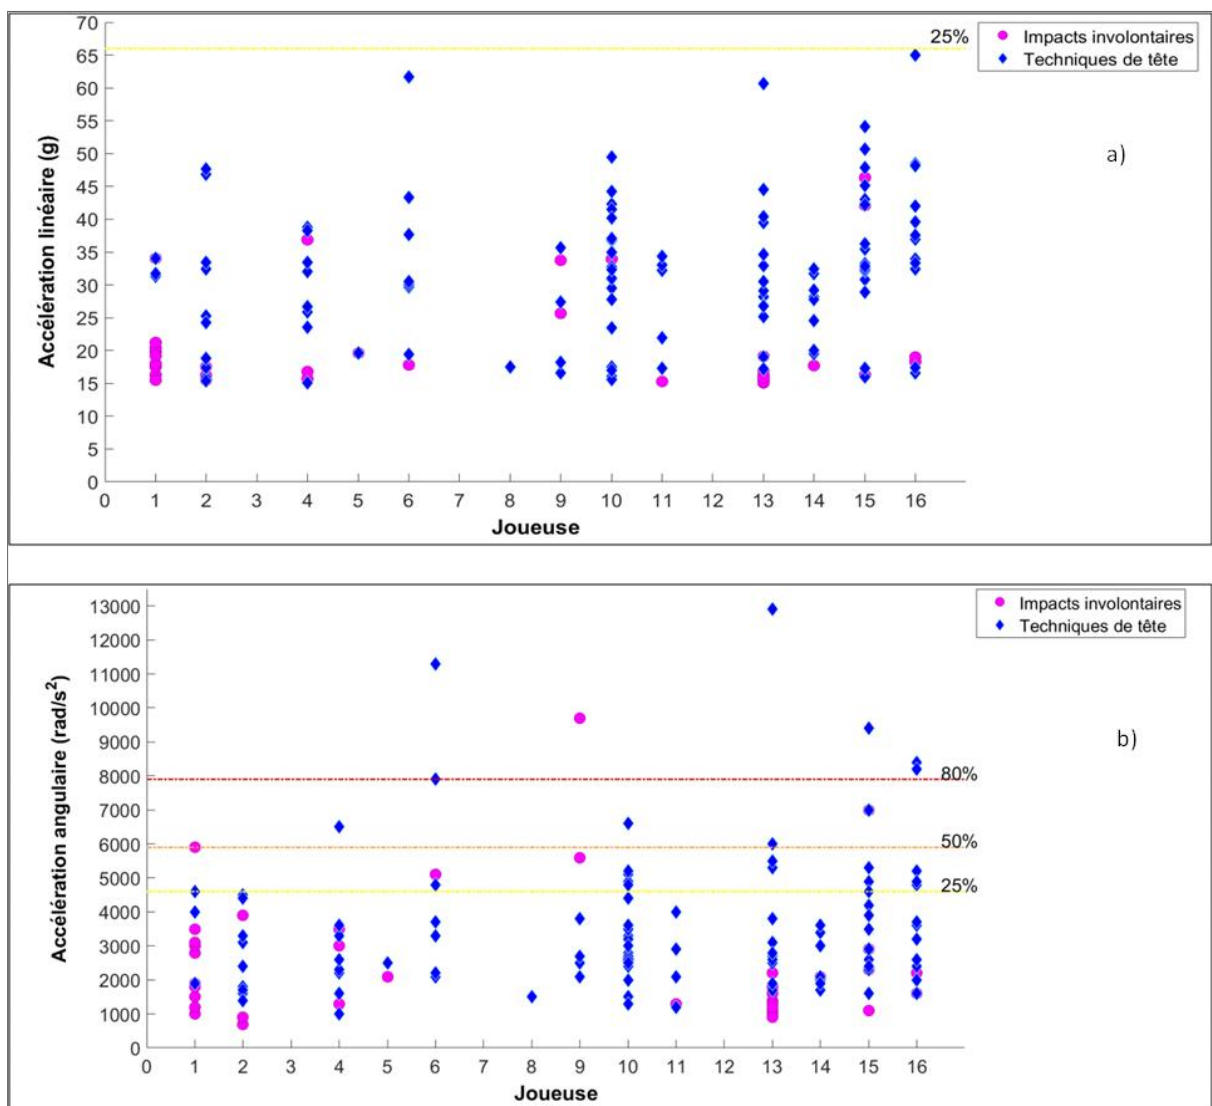 70
65
60
55
50
45
40
35
30
25
20
15
10
5
0
Accélération linéaire (g)
25%
Impacts involontaires
Techniques de tête
a)
0 1 2 3 4 5 6 7 8 9 10 11 12 13 14 15 16
Joueuse
13000
12000
11000
10000
9000
8000
7000
6000
5000
4000
3000
2000
1000
0
Accélération angulaire (rad/s²)
Impacts involontaires
Techniques de tête
b)
80%
50%
25%
0 1 2 3 4 5 6 7 8 9 10 11 12 13 14 15 16
Joueuse